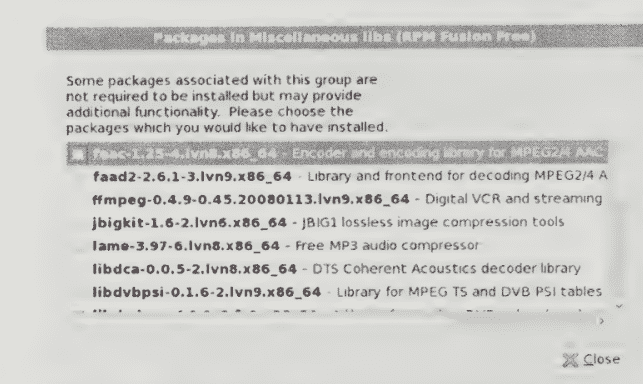 Packages in Miscellaneous libs (RPM Fusion Free)
Some packages associated with this group are
not required to be installed but may provide
additional functionality. Please choose the
packages which you would like to have installed.
faac-1.25-4.lvn8.x86_64 - Encoder and encoding library for MPEG2/4 AAC
faad2-2.6.1-3.lvn9.x86_64 - Library and frontend for decoding MPEG2/4 A
ffmpeg-0.4.9-0.45.20080113.lvn9.x86_64 - Digital VCR and streaming
jbigkit-1.6-2.lvn6.x86_64 - JBIG1 lossless image compression tools
lame-3.97-6.lvn8.x86_64 - Free MP3 audio compressor
libdca-0.0.5-2.lvn8.x86_64 - DTS Coherent Acoustics decoder library
libdvbpsi-0.1.6-2.lvn9.x86_64 - Library for MPEG TS and DVB PSI tables
Close